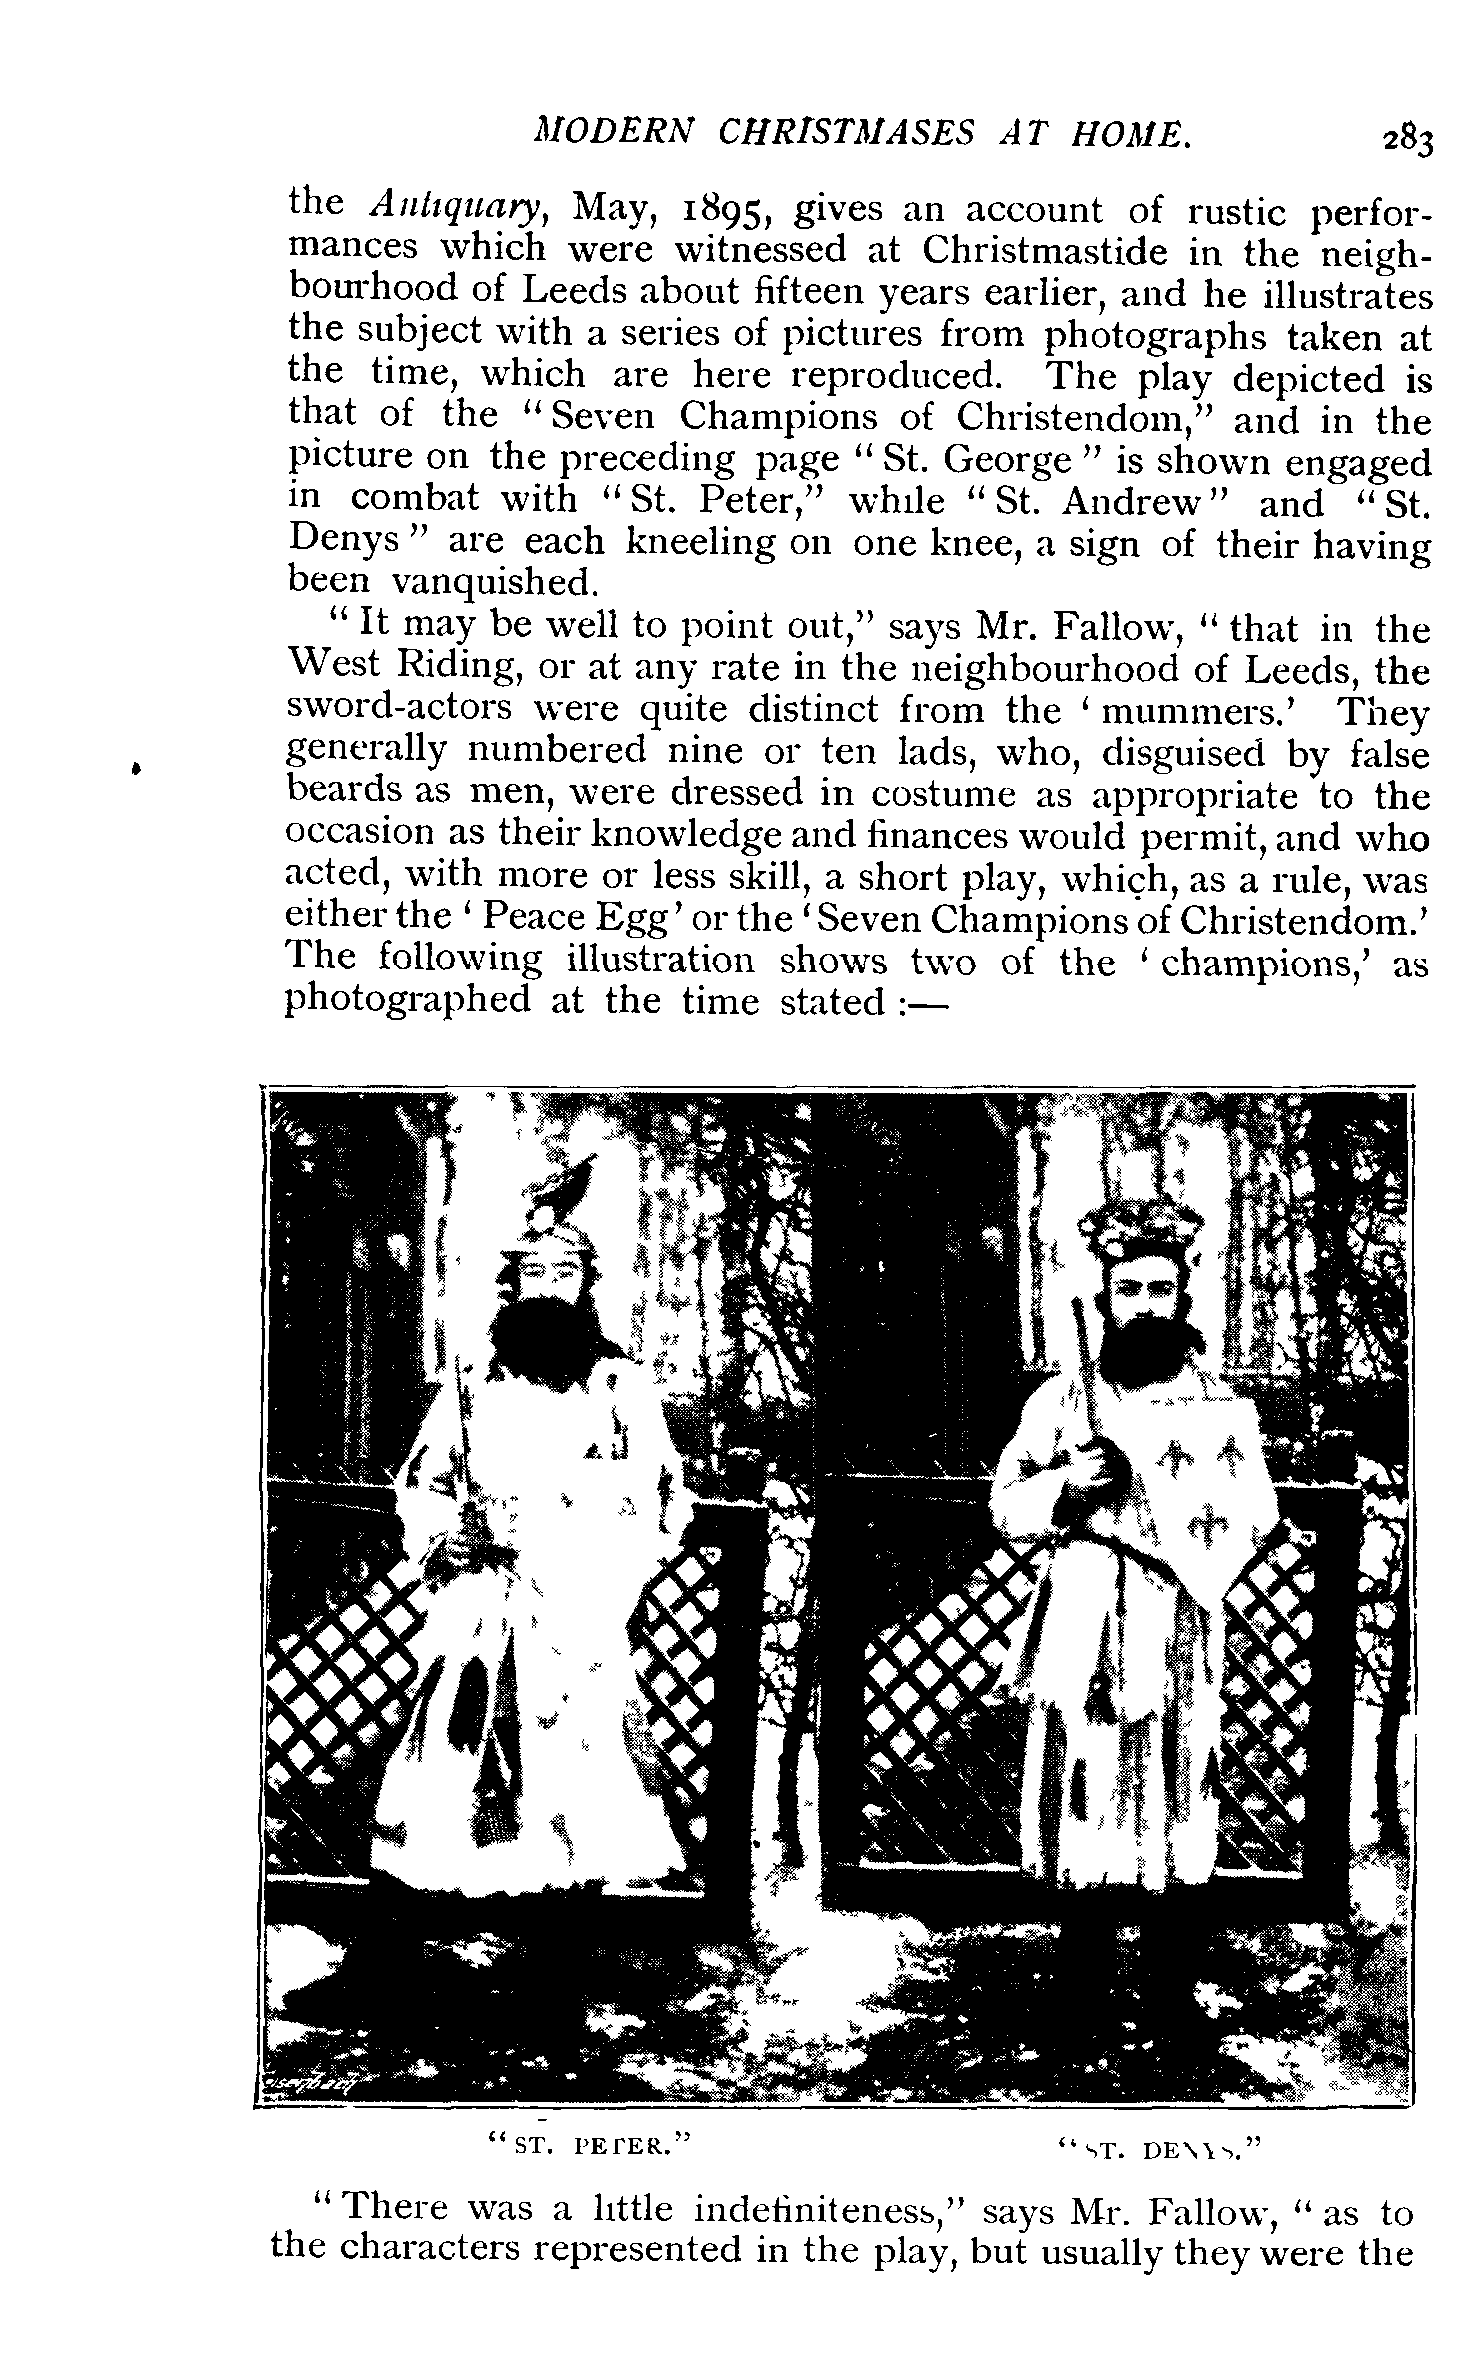 MODERN CHRISTMASES AT HOME. 283
the Antiquary, May, 1895, gives an account of rustic perfor-
mances which were witnessed at Christmastide in the neigh-
bourhood of Leeds about fifteen years earlier, and he illustrates
the subject with a series of pictures from photographs taken at
the time, which are here reproduced. The play depicted is
that of the “Seven Champions of Christendom,” and in the
picture on the preceding page “St. George” is shown engaged
in combat with “St. Peter,” while “St. Andrew” and “St.
Denys” are each kneeling on one knee, a sign of their having
been vanquished.
“It may be well to point out,” says Mr. Fallow, “that in the
West Riding, or at any rate in the neighbourhood of Leeds, the
sword-actors were quite distinct from the ‘mummers.’ They
generally numbered nine or ten lads, who, disguised by false
beards as men, were dressed in costume as appropriate to the
occasion as their knowledge and finances would permit, and who
acted, with more or less skill, a short play, which, as a rule, was
either the ‘Peace Egg’ or the ‘Seven Champions of Christendom.’
The following illustration shows two of the ‘champions,’ as
photographed at the time stated :—
“ST. PETER.” “ST. DENYS.”
“There was a little indefiniteness,” says Mr. Fallow, “as to
the characters represented in the play, but usually they were the